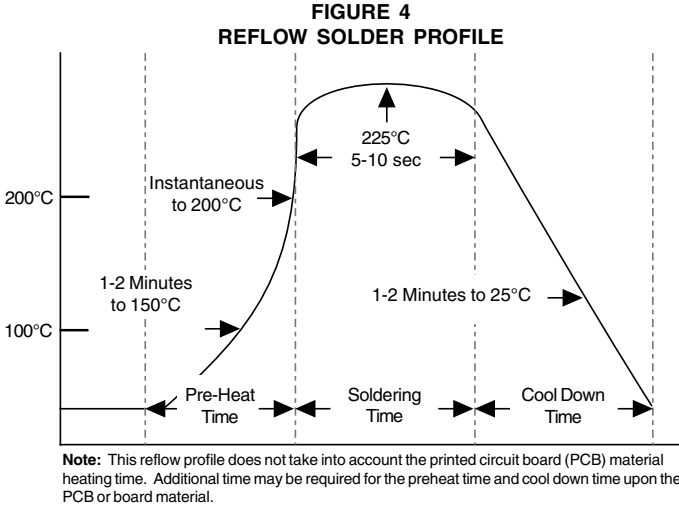 FIGURE 4
REFLOW SOLDER PROFILE
225°C
5-10 sec
Instantaneous
to 200°C
200°C
1-2 Minutes
to 150°C
1-2 Minutes to 25°C
100°C
Pre-Heat
Time
Soldering
Time
Cool Down
Time
Note: This reflow profile does not take into account the printed circuit board (PCB) material
heating time. Additional time may be required for the preheat time and cool down time upon the
PCB or board material.